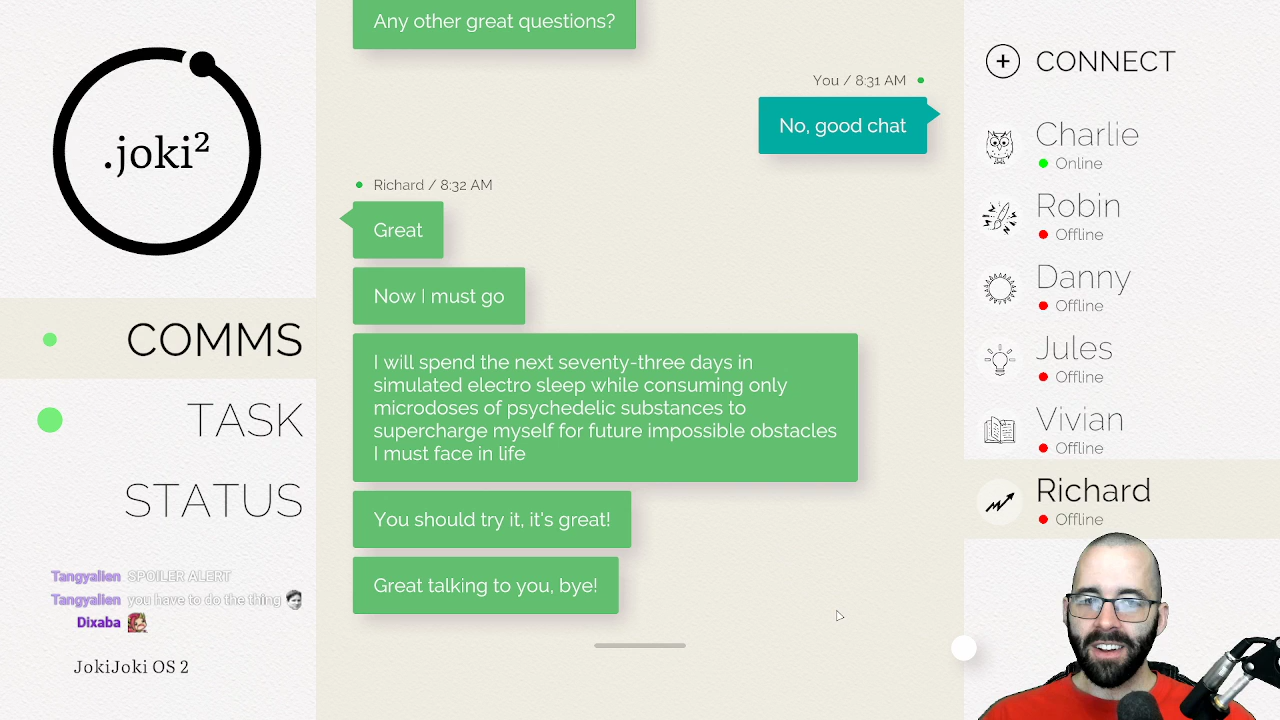 .joki²
COMMS
TASK
STATUS
Tangyalien SPOILER ALERT
Tangyalien you have to do the thing
Dixaba
JokiJoki OS 2
Any other great questions?
You / 8:31 AM
No, good chat
Richard / 8:32 AM
Great
Now I must go
I will spend the next seventy-three days in
simulated electro sleep while consuming only
microdoses of psychedelic substances to
supercharge myself for future impossible obstacles
I must face in life
You should try it, it's great!
Great talking to you, bye!
CONNECT
Charlie
Online
Robin
Offline
Danny
Offline
Jules
Offline
Vivian
Offline
Richard
Offline